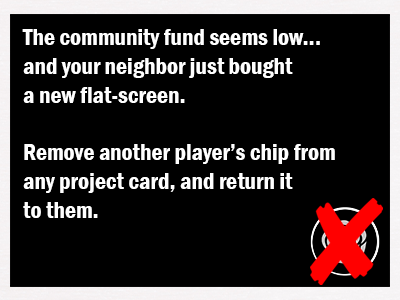 The community fund seems low...
and your neighbor just bought
a new flat-screen.
Remove another player’s chip from
any project card, and return it
to them.